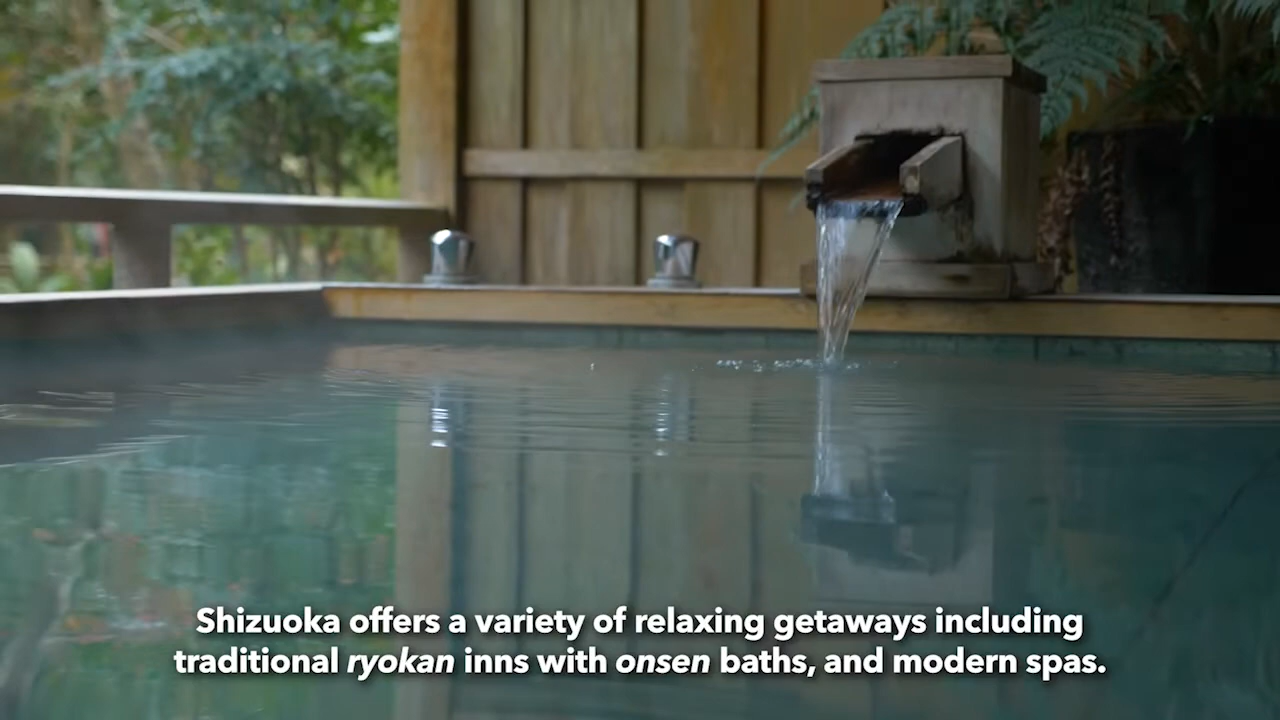 Shizuoka offers a variety of relaxing getaways including
traditional ryokan inns with onsen baths, and modern spas.